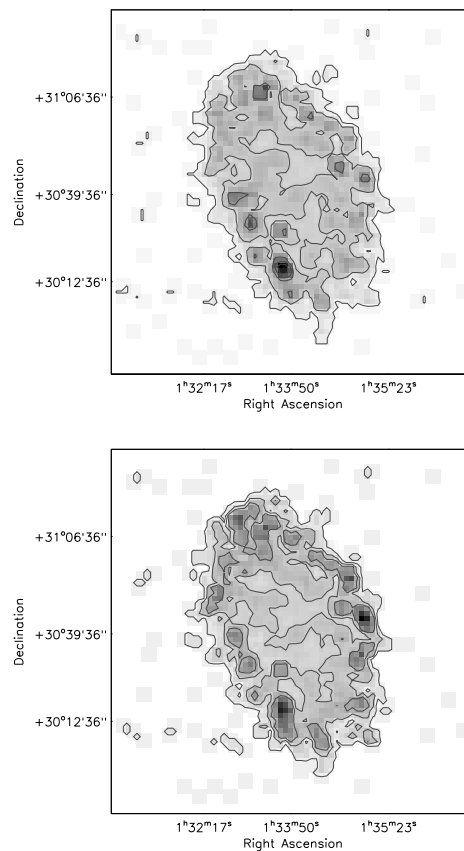 +31°06'36''
+30°39'36''
+30°12'36''
Declination
1ʰ32ᵐ17ˢ 1ʰ33ᵐ50ˢ 1ʰ35ᵐ23ˢ
Right Ascension
+31°06'36''
+30°39'36''
+30°12'36''
Declination
1ʰ32ᵐ17ˢ 1ʰ33ᵐ50ˢ 1ʰ35ᵐ23ˢ
Right Ascension